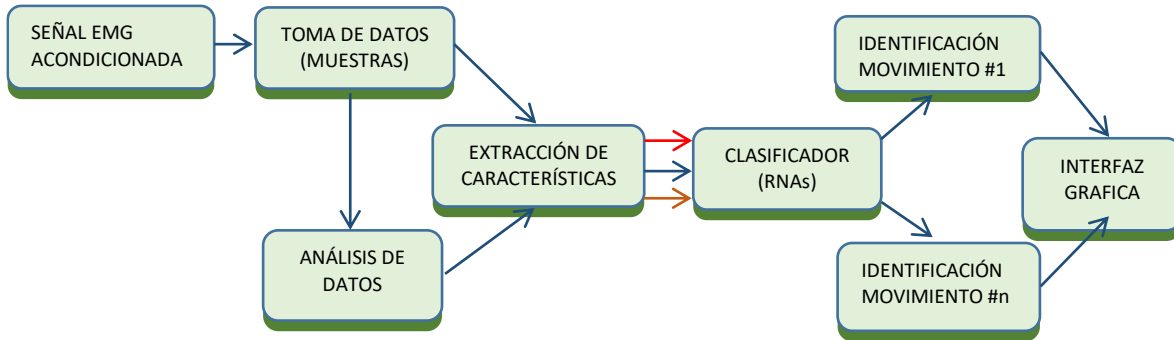 SEÑAL EMG
ACONDICIONADA
TOMA DE DATOS
(MUESTRAS)
ANÁLISIS DE
DATOS
EXTRACCIÓN DE
CARACTERÍSTICAS
CLASIFICADOR
(RNAs)
IDENTIFICACIÓN
MOVIMIENTO #1
IDENTIFICACIÓN
MOVIMIENTO #n
INTERFAZ
GRAFICA